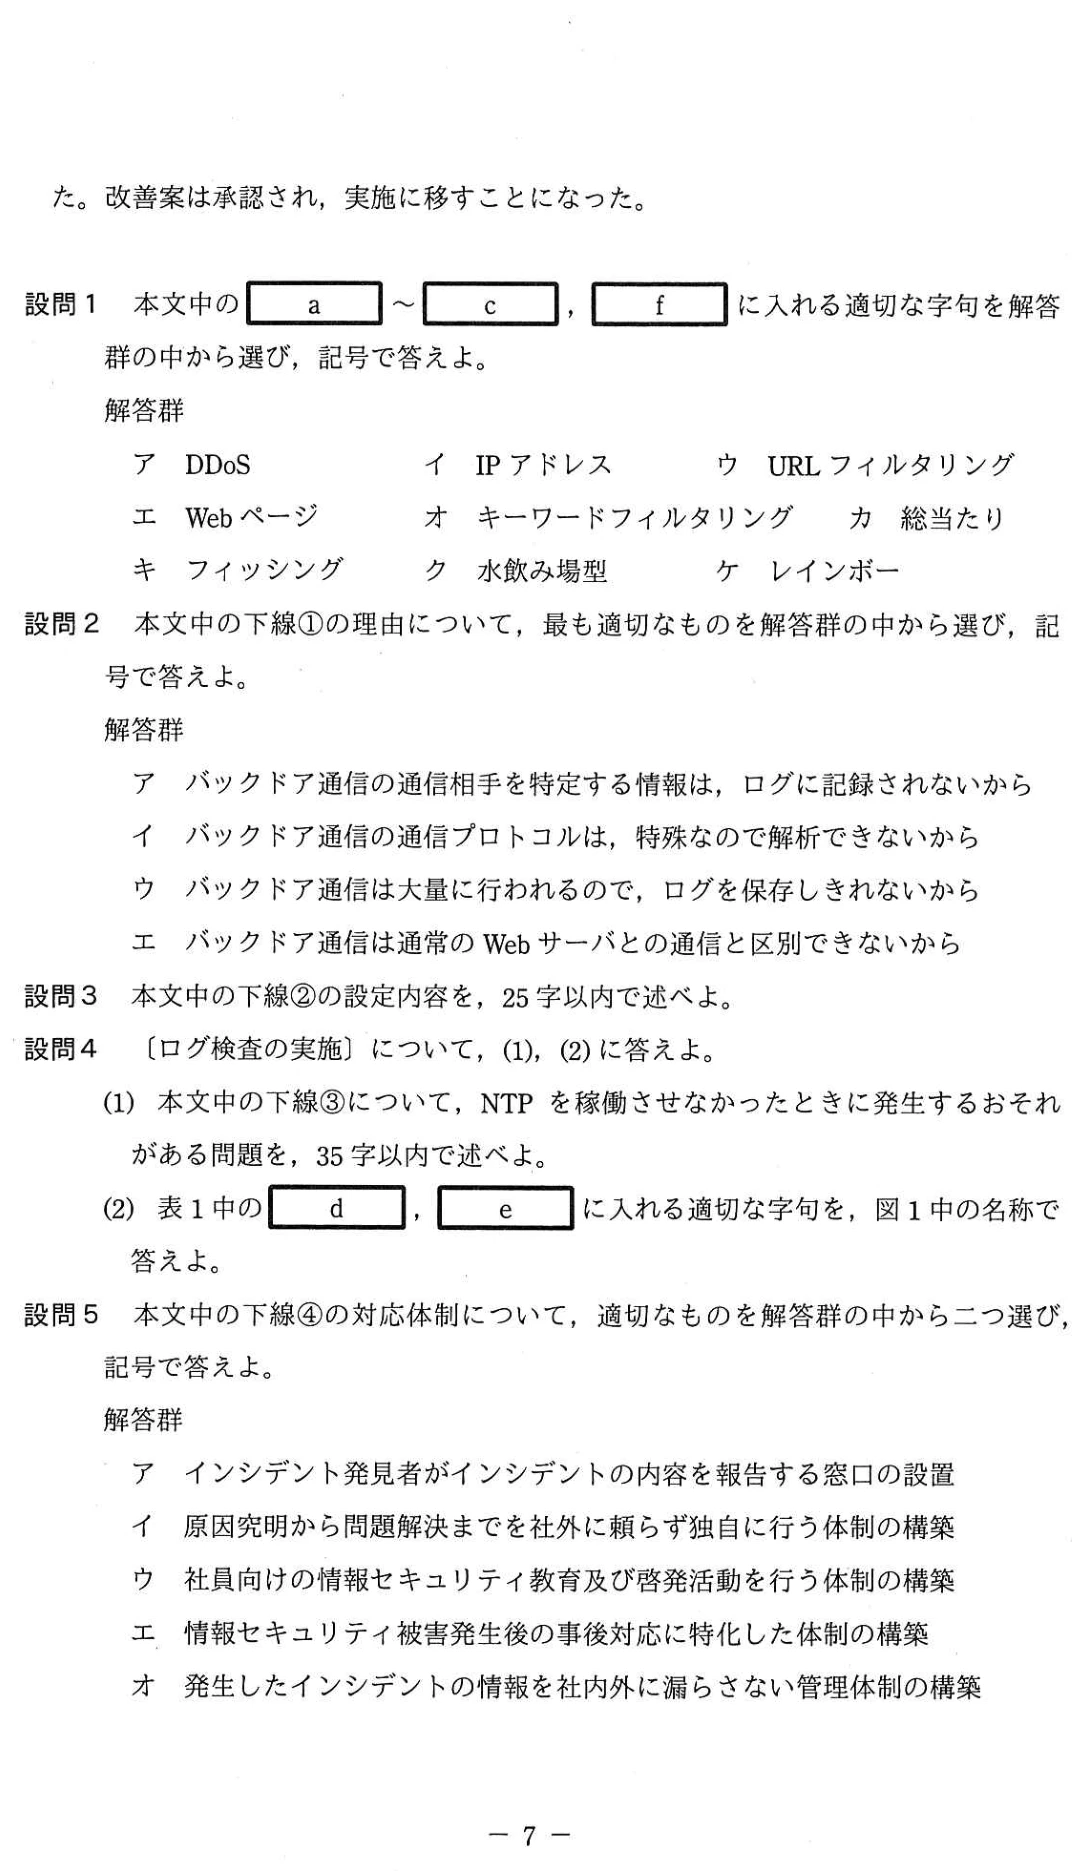 た。改善案は承認され，実施に移すことになった。
設問1　本文中の a ～ c ， f に入れる適切な字句を解答
群の中から選び，記号で答えよ。
解答群
ア　DDoS　イ　IP アドレス　ウ　URL フィルタリング
エ　Web ページ　オ　キーワードフィルタリング　カ　総当たり
キ　フィッシング　ク　水飲み場型　ケ　レインボー
設問2　本文中の下線①の理由について，最も適切なものを解答群の中から選び，記
号で答えよ。
解答群
ア　バックドア通信の通信相手を特定する情報は，ログに記録されないから
イ　バックドア通信の通信プロトコルは，特殊なので解析できないから
ウ　バックドア通信は大量に行われるので，ログを保存しきれないから
エ　バックドア通信は通常の Web サーバとの通信と区別できないから
設問3　本文中の下線②の設定内容を，25 字以内で述べよ。
設問4　〔ログ検査の実施〕について，(1)，(2) に答えよ。
(1)　本文中の下線③について，NTP を稼働させなかったときに発生するおそれ
がある問題を，35 字以内で述べよ。
(2)　表 1 中の d ， e に入れる適切な字句を，図 1 中の名称で
答えよ。
設問5　本文中の下線④の対応体制について，適切なものを解答群の中から二つ選び，
記号で答えよ。
解答群
ア　インシデント発見者がインシデントの内容を報告する窓口の設置
イ　原因究明から問題解決までを社外に頼らず独自に行う体制の構築
ウ　社員向けの情報セキュリティ教育及び啓発活動を行う体制の構築
エ　情報セキュリティ被害発生後の事後対応に特化した体制の構築
オ　発生したインシデントの情報を社内外に漏らさない管理体制の構築
－ 7 －